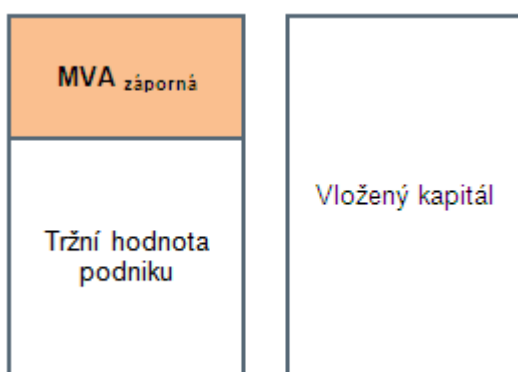 MVA záporná
Tržní hodnota
podniku
Vložený kapitál